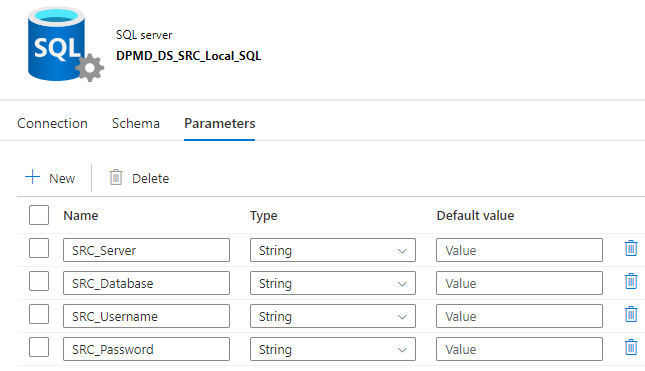 SQL
SQL server
DPMD_DS_SRC_Local_SQL
Connection Schema Parameters
New Delete
Name Type Default value
SRC_Server String Value
SRC_Database String Value
SRC_Username String Value
SRC_Password String Value